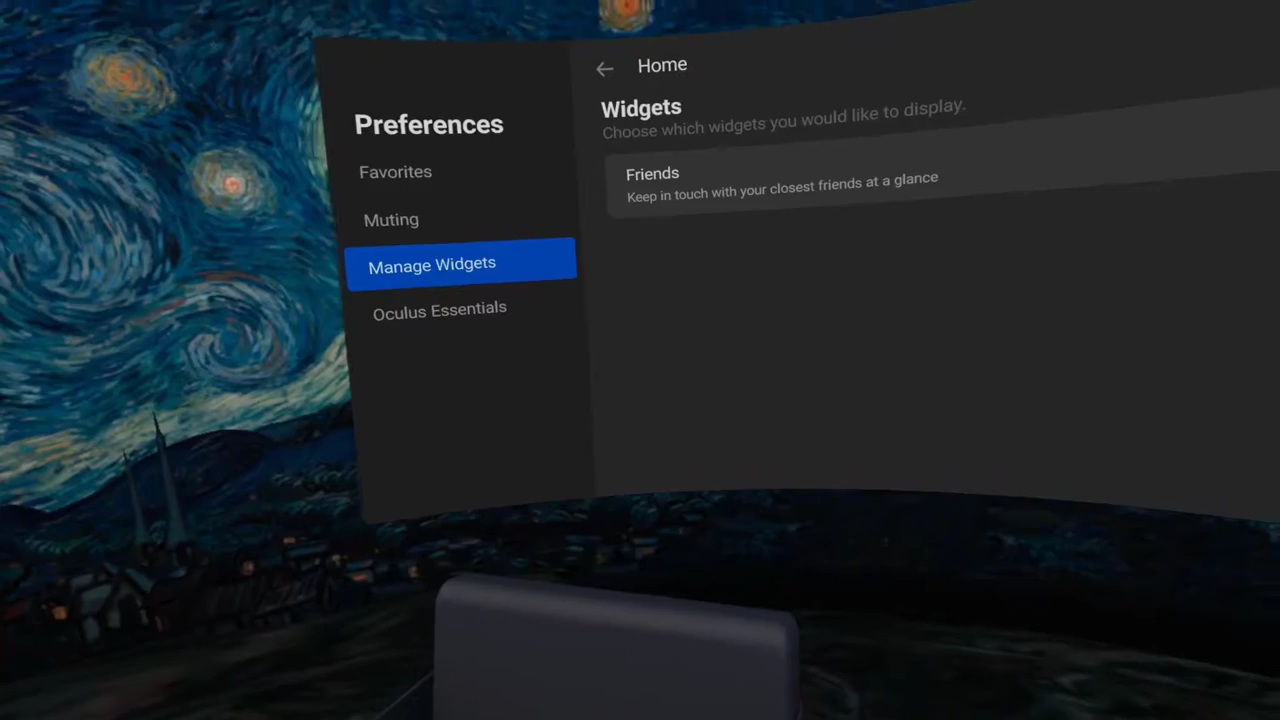 Preferences
Favorites
Muting
Manage Widgets
Oculus Essentials
Home
Widgets
Choose which widgets you would like to display.
Friends
Keep in touch with your closest friends at a glance